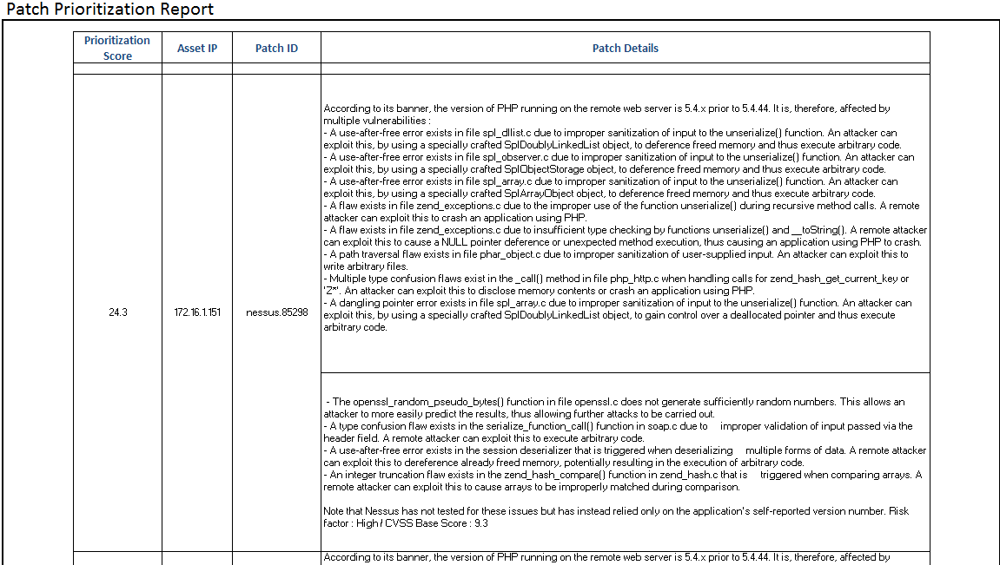 Patch Prioritization Report
Prioritization
Score
Asset IP
Patch ID
Patch Details
24.3
172.16.1.151
nessus.85298
According to its banner, the version of PHP running on the remote web server is 5.4.x prior to 5.4.44. It is, therefore, affected by
multiple vulnerabilities :
- A use-after-free error exists in file spl_dllist.c due to improper sanitization of input to the unserialize() function. An attacker can
exploit this, by using a specially crafted SplDoublyLinkedList object, to deference freed memory and thus execute arbitrary code.
- A use-after-free error exists in file spl_observer.c due to improper sanitization of input to the unserialize() function. An attacker can
exploit this, by using a specially crafted SplObjectStorage object, to deference freed memory and thus execute arbitrary code.
- A use-after-free error exists in file spl_array.c due to improper sanitization of input to the unserialize() function. An attacker can
exploit this, by using a specially crafted SplArrayObject object, to deference freed memory and thus execute arbitrary code.
- A flaw exists in file zend_exceptions.c due to the improper use of the function unserialize() during recursive method calls. A remote
attacker can exploit this to crash an application using PHP.
- A flaw exists in file zend_exceptions.c due to insufficient type checking by functions unserialize() and __toString(). A remote attacker
can exploit this to cause a NULL pointer deference or unexpected method execution, thus causing an application using PHP to crash.
- A path traversal flaw exists in file phar_object.c due to improper sanitization of user-supplied input. An attacker can exploit this to
write arbitrary files.
- Multiple type confusion flaws exist in the _call() method in file php_http.c when handling calls for zend_hash_get_current_key or
'Z*'. An attacker can exploit this to disclose memory contents or crash an application using PHP.
- A dangling pointer error exists in file spl_array.c due to improper sanitization of input to the unserialize() function. An attacker can
exploit this, by using a specially crafted SplDoublyLinkedList object, to gain control over a deallocated pointer and thus execute
arbitrary code.
- The openssl_random_pseudo_bytes() function in file openssl.c does not generate sufficiently random numbers. This allows an
attacker to more easily predict the results, thus allowing further attacks to be carried out.
- A type confusion flaw exists in the serialize_function_call() function in soap.c due to improper validation of input passed via the
header field. A remote attacker can exploit this to execute arbitrary code.
- A use-after-free error exists in the session deserializer that is triggered when deserializing multiple forms of data. A remote attacker
can exploit this to dereference already freed memory, potentially resulting in the execution of arbitrary code.
- An integer truncation flaw exists in the zend_hash_compare() function in zend_hash.c that is triggered when comparing arrays. A
remote attacker can exploit this to cause arrays to be improperly matched during comparison.
Note that Nessus has not tested for these issues but has instead relied only on the application's self-reported version number. Risk
factor : High / CVSS Base Score : 9.3
According to its banner, the version of PHP running on the remote web server is 5.4.x prior to 5.4.44. It is, therefore, affected by